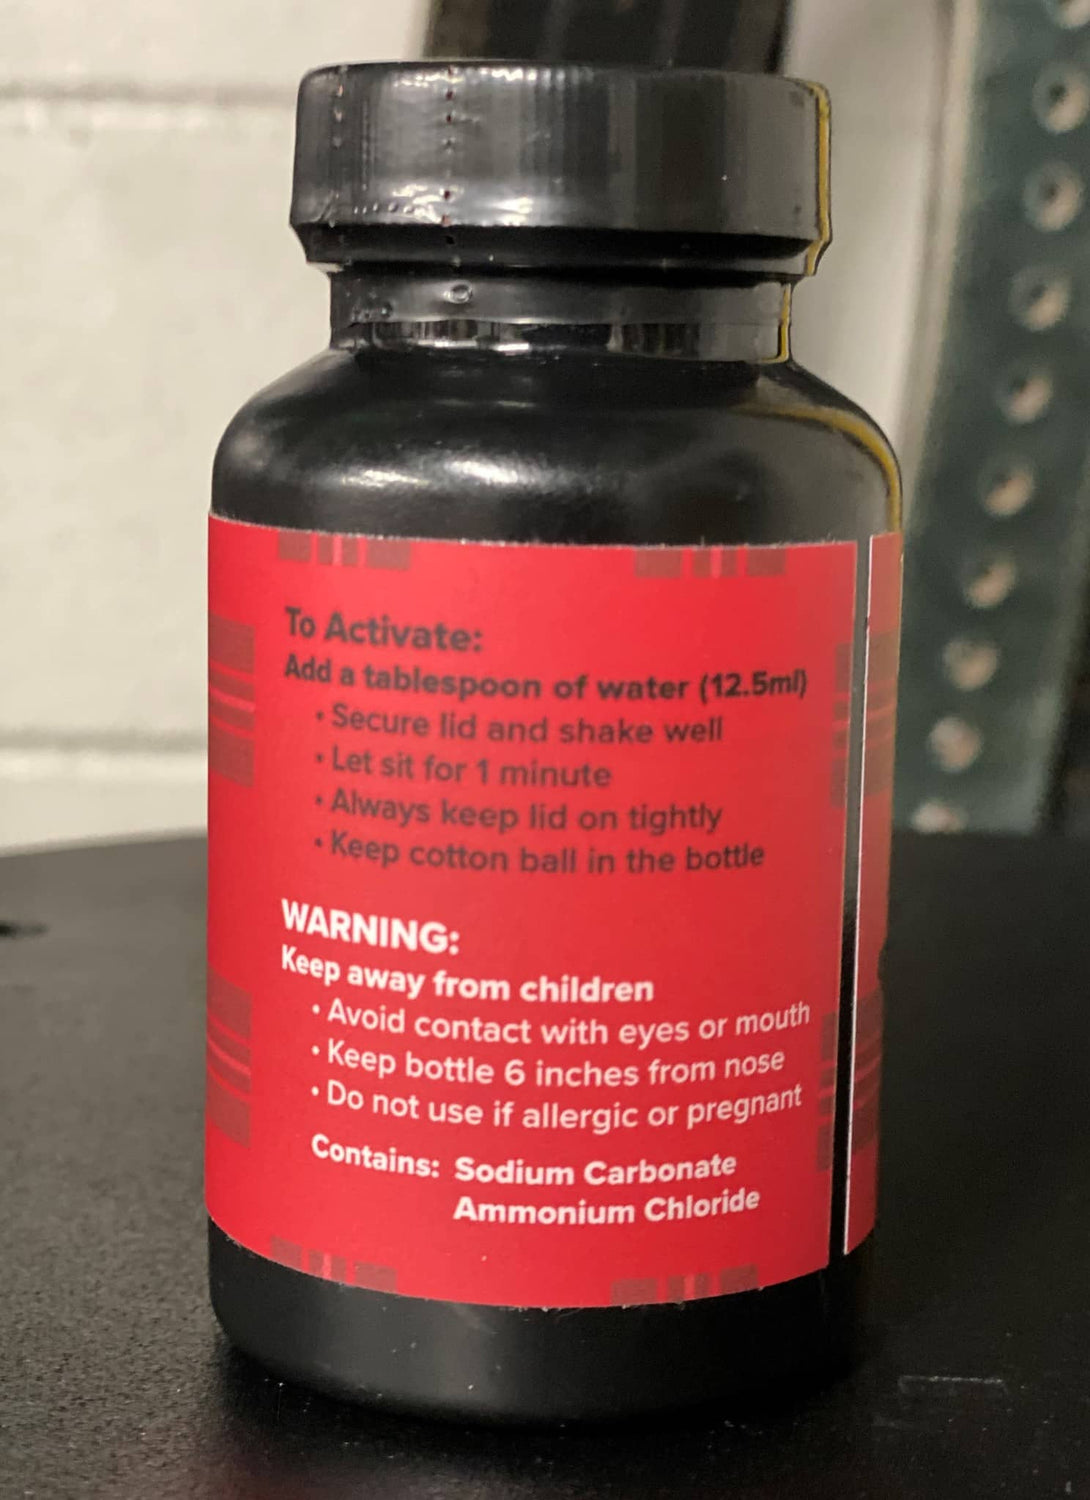 To Activate:
Add a tablespoon of water (12.5ml)
• Secure lid and shake well
• Let sit for 1 minute
• Always keep lid on tightly
• Keep cotton ball in the bottle
WARNING:
Keep away from children
• Avoid contact with eyes or mouth
• Keep bottle 6 inches from nose
• Do not use if allergic or pregnant
Contains: Sodium Carbonate
Ammonium Chloride